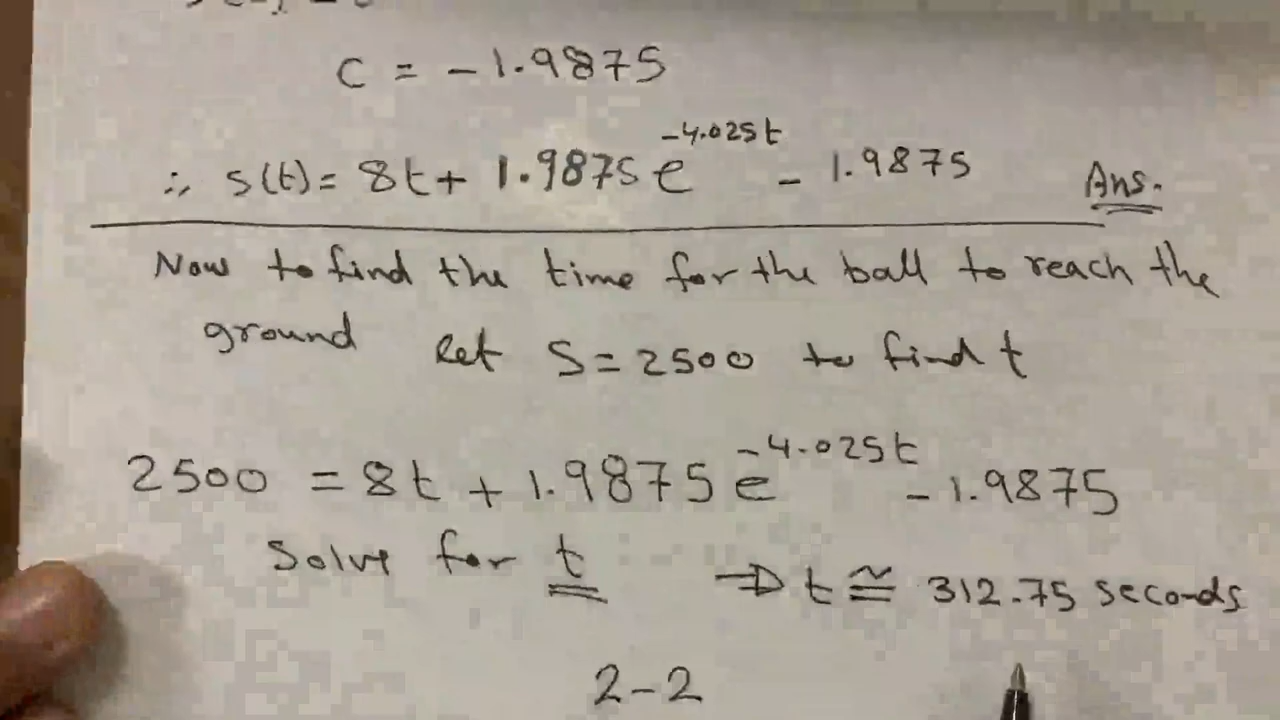 C = -1.9875
∴ s(t) = 8t + 1.9875 e^-4.025t - 1.9875 Ans.
Now to find the time for the ball to reach the
ground let S = 2500 to find t
2500 = 8t + 1.9875 e^-4.025t - 1.9875
Solve for t ⇒ t ≅ 312.75 seconds
2-2